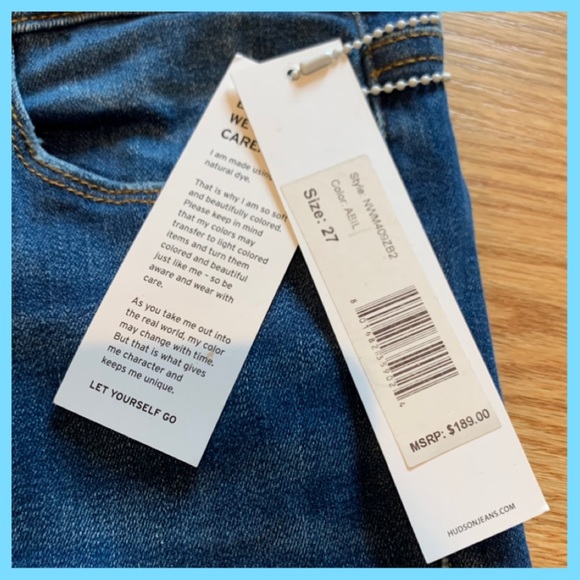 WE
CARE
I am made using
natural dye.
That is why I am so soft
and beautifully colored.
Please keep in mind
that my colors may
transfer to light colored
items and turn them
colored and beautiful
just like me - so be
aware and wear with
care.
As you take me out into
the real world, my color
may change with time.
But that is what gives
me character and
keeps me unique.
LET YOURSELF GO
Style: NWM409ZB2
Color: ABIL
Size: 27
MSRP: $189.00
HUDSONJEANS.COM